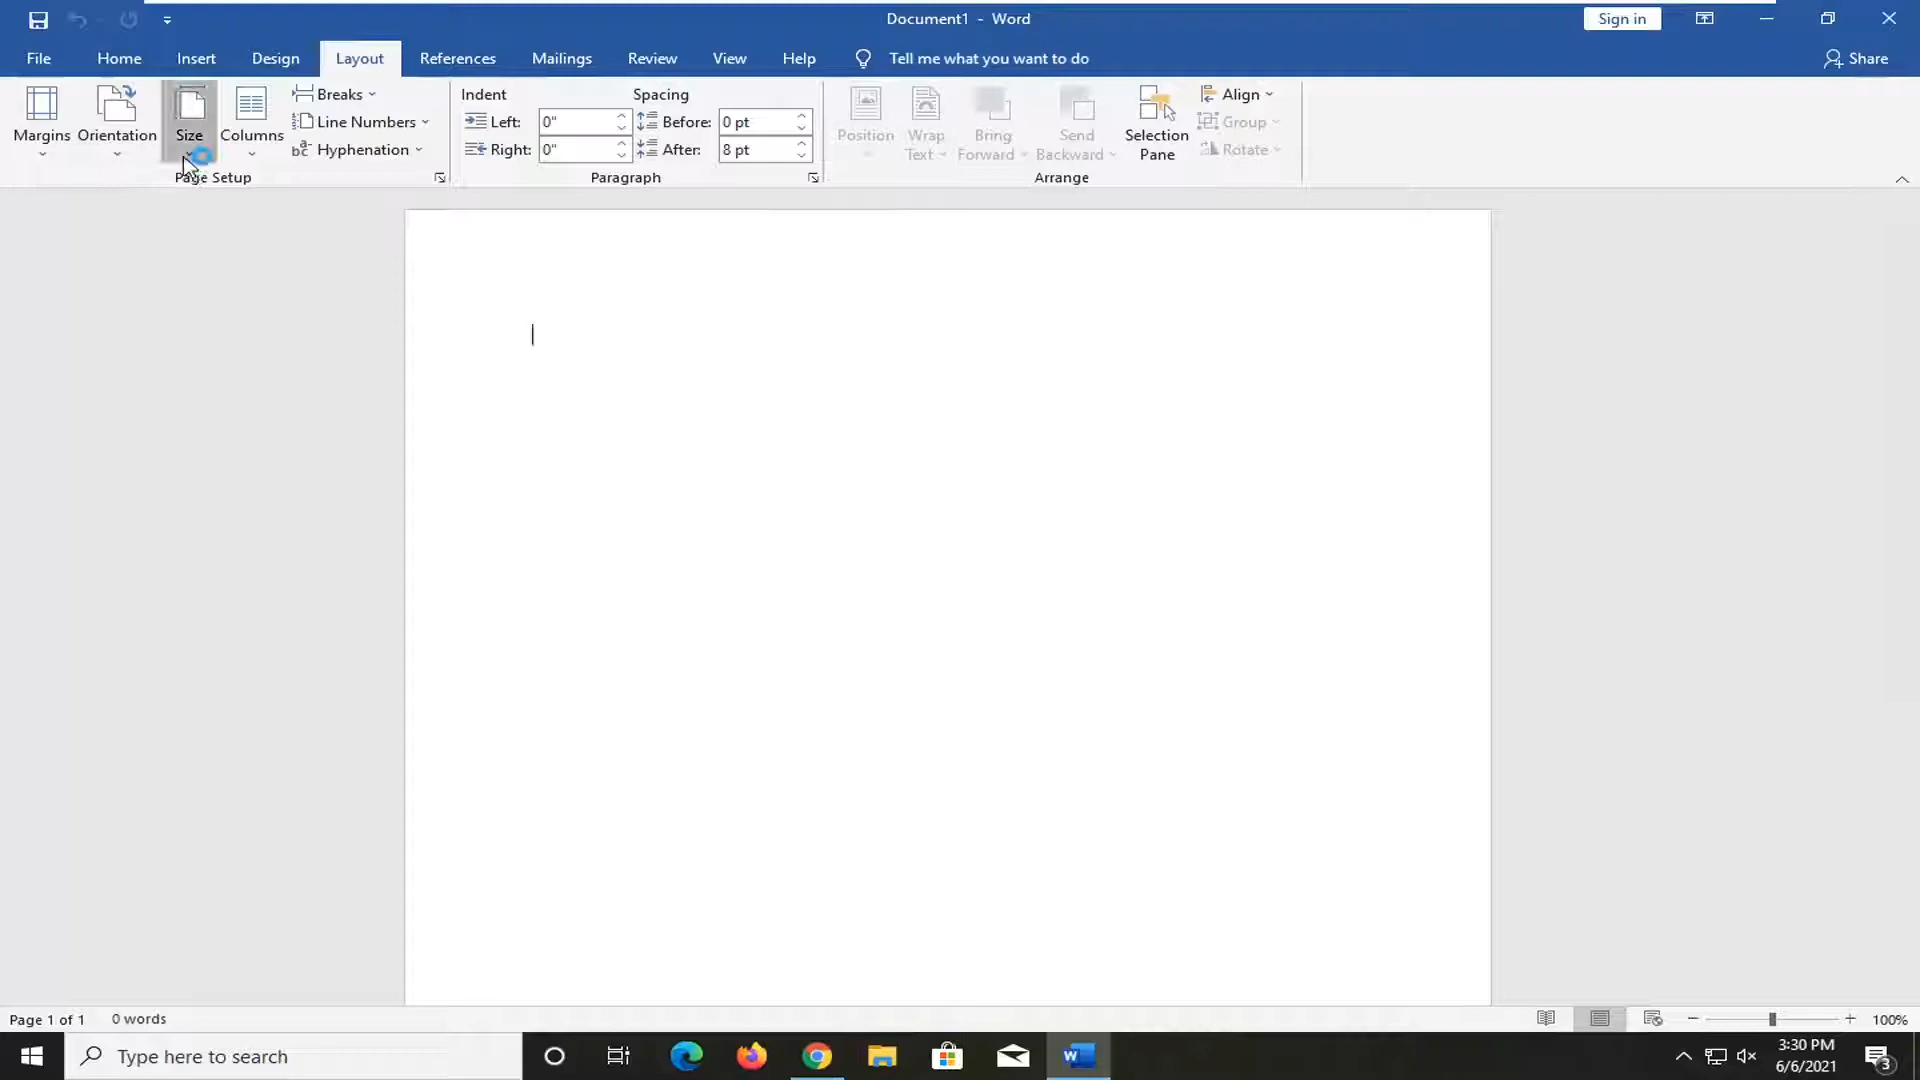 Document1 - Word
Sign in
File Home Insert Design Layout References Mailings Review View Help Tell me what you want to do Share
Margins Orientation Size Columns
Breaks
Line Numbers
Hyphenation
Page Setup
Indent Spacing
Left: 0" Before: 0 pt
Right: 0" After: 8 pt
Paragraph
Position
Wrap
Text
Bring
Forward
Send
Backward
Selection
Pane
Align
Group
Rotate
Arrange
Page 1 of 1 0 words 100%
Type here to search
3:30 PM
6/6/2021
3